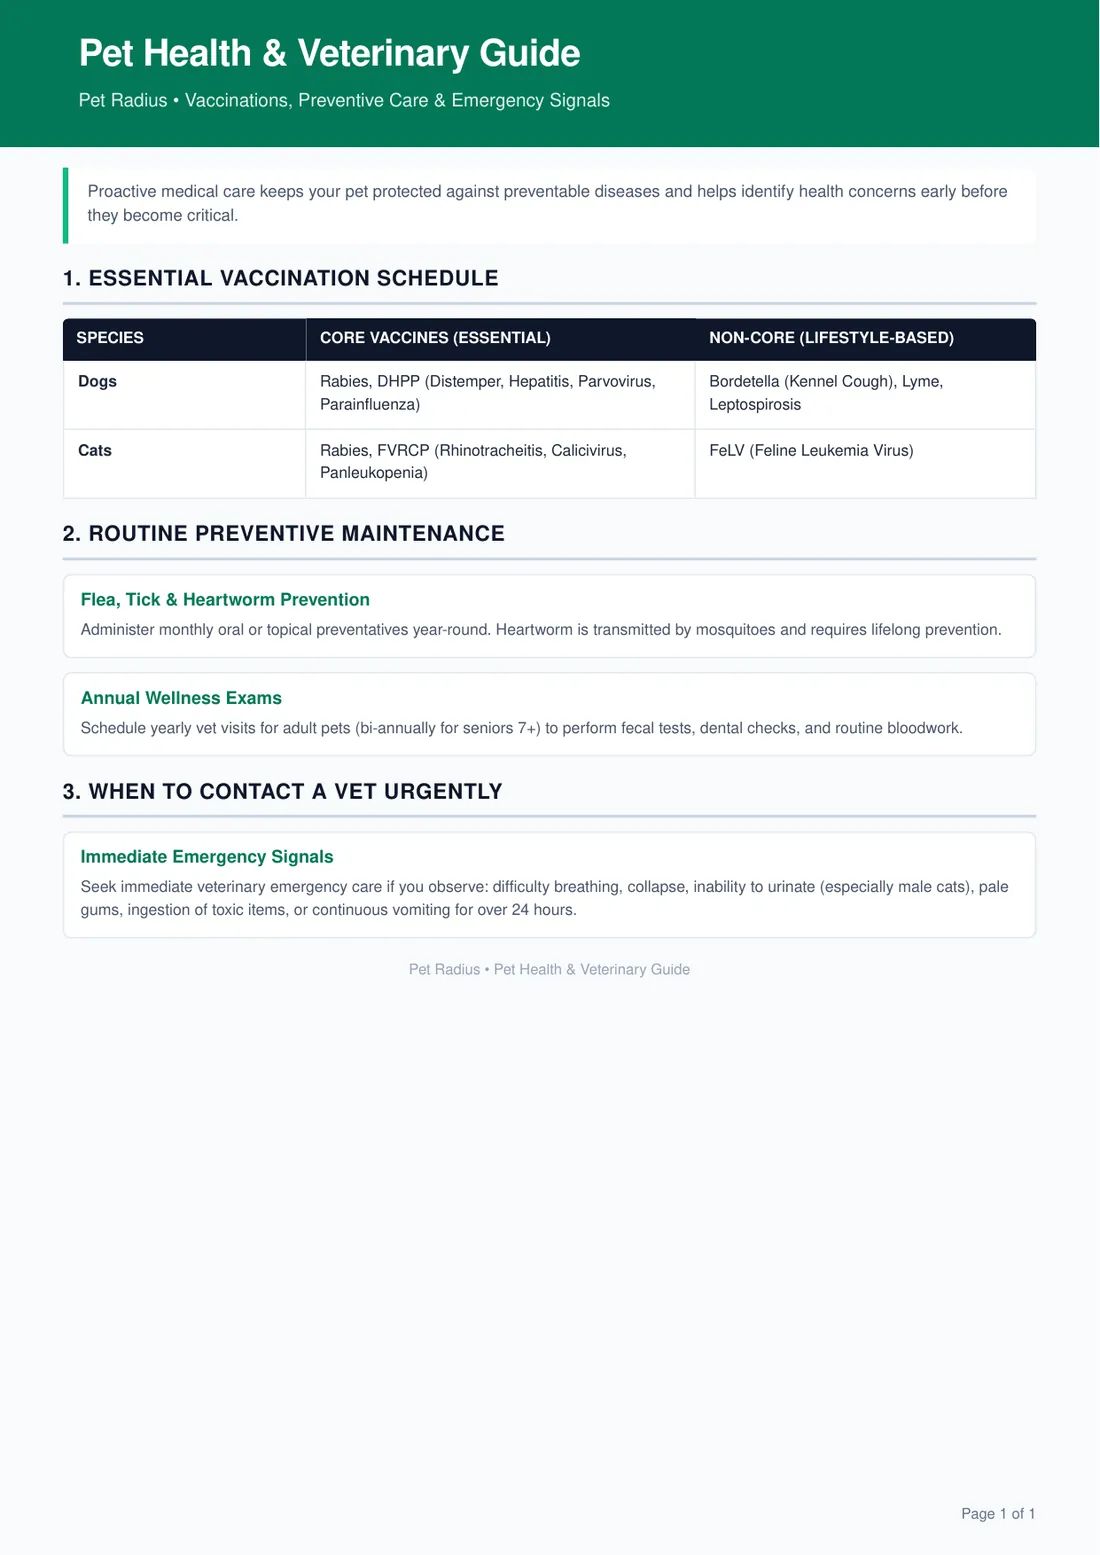 Pet Health & Veterinary Guide
Pet Radius • Vaccinations, Preventive Care & Emergency Signals
Proactive medical care keeps your pet protected against preventable diseases and helps identify health concerns early before
they become critical.
1. ESSENTIAL VACCINATION SCHEDULE
SPECIES CORE VACCINES (ESSENTIAL) NON-CORE (LIFESTYLE-BASED)
Dogs Rabies, DHPP (Distemper, Hepatitis, Parvovirus, Bordetella (Kennel Cough), Lyme,
Parainfluenza) Leptospirosis
Cats Rabies, FVRCP (Rhinotracheitis, Calicivirus, FeLV (Feline Leukemia Virus)
Panleukopenia)
2. ROUTINE PREVENTIVE MAINTENANCE
Flea, Tick & Heartworm Prevention
Administer monthly oral or topical preventatives year-round. Heartworm is transmitted by mosquitoes and requires lifelong prevention.
Annual Wellness Exams
Schedule yearly vet visits for adult pets (bi-annually for seniors 7+) to perform fecal tests, dental checks, and routine bloodwork.
3. WHEN TO CONTACT A VET URGENTLY
Immediate Emergency Signals
Seek immediate veterinary emergency care if you observe: difficulty breathing, collapse, inability to urinate (especially male cats), pale
gums, ingestion of toxic items, or continuous vomiting for over 24 hours.
Pet Radius • Pet Health & Veterinary Guide
Page 1 of 1